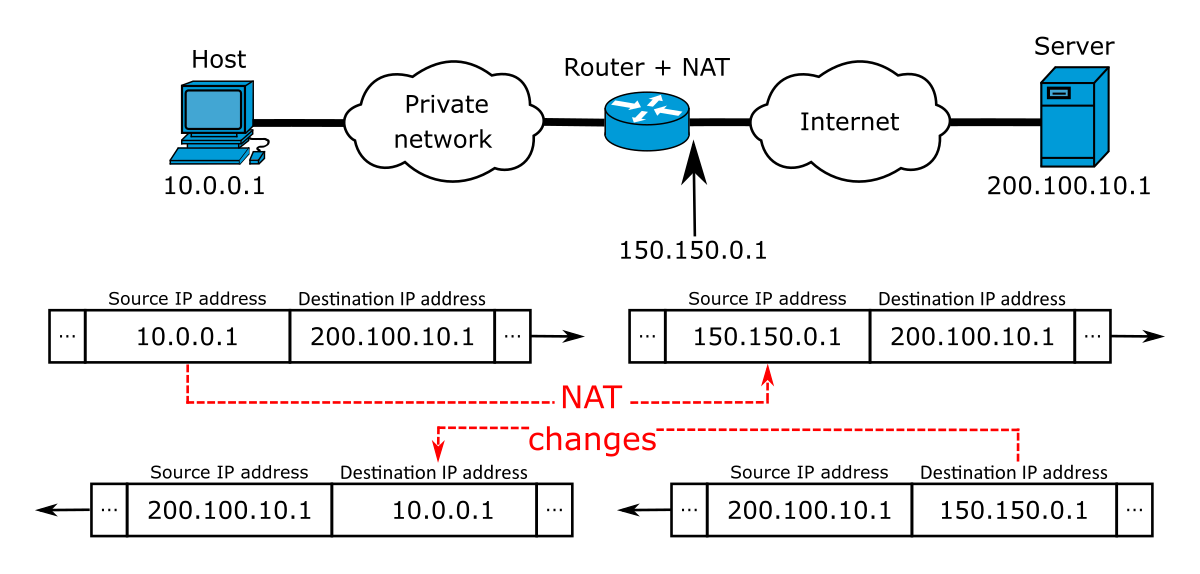 Host
Server
Router + NAT
Private
network
Internet
10.0.0.1
200.100.10.1
150.150.0.1
Source IP address Destination IP address
Source IP address Destination IP address
... 10.0.0.1 200.100.10.1 ...
... 150.150.0.1 200.100.10.1 ...
NAT
changes
Source IP address Destination IP address
Source IP address Destination IP address
... 200.100.10.1 10.0.0.1 ...
... 200.100.10.1 150.150.0.1 ...